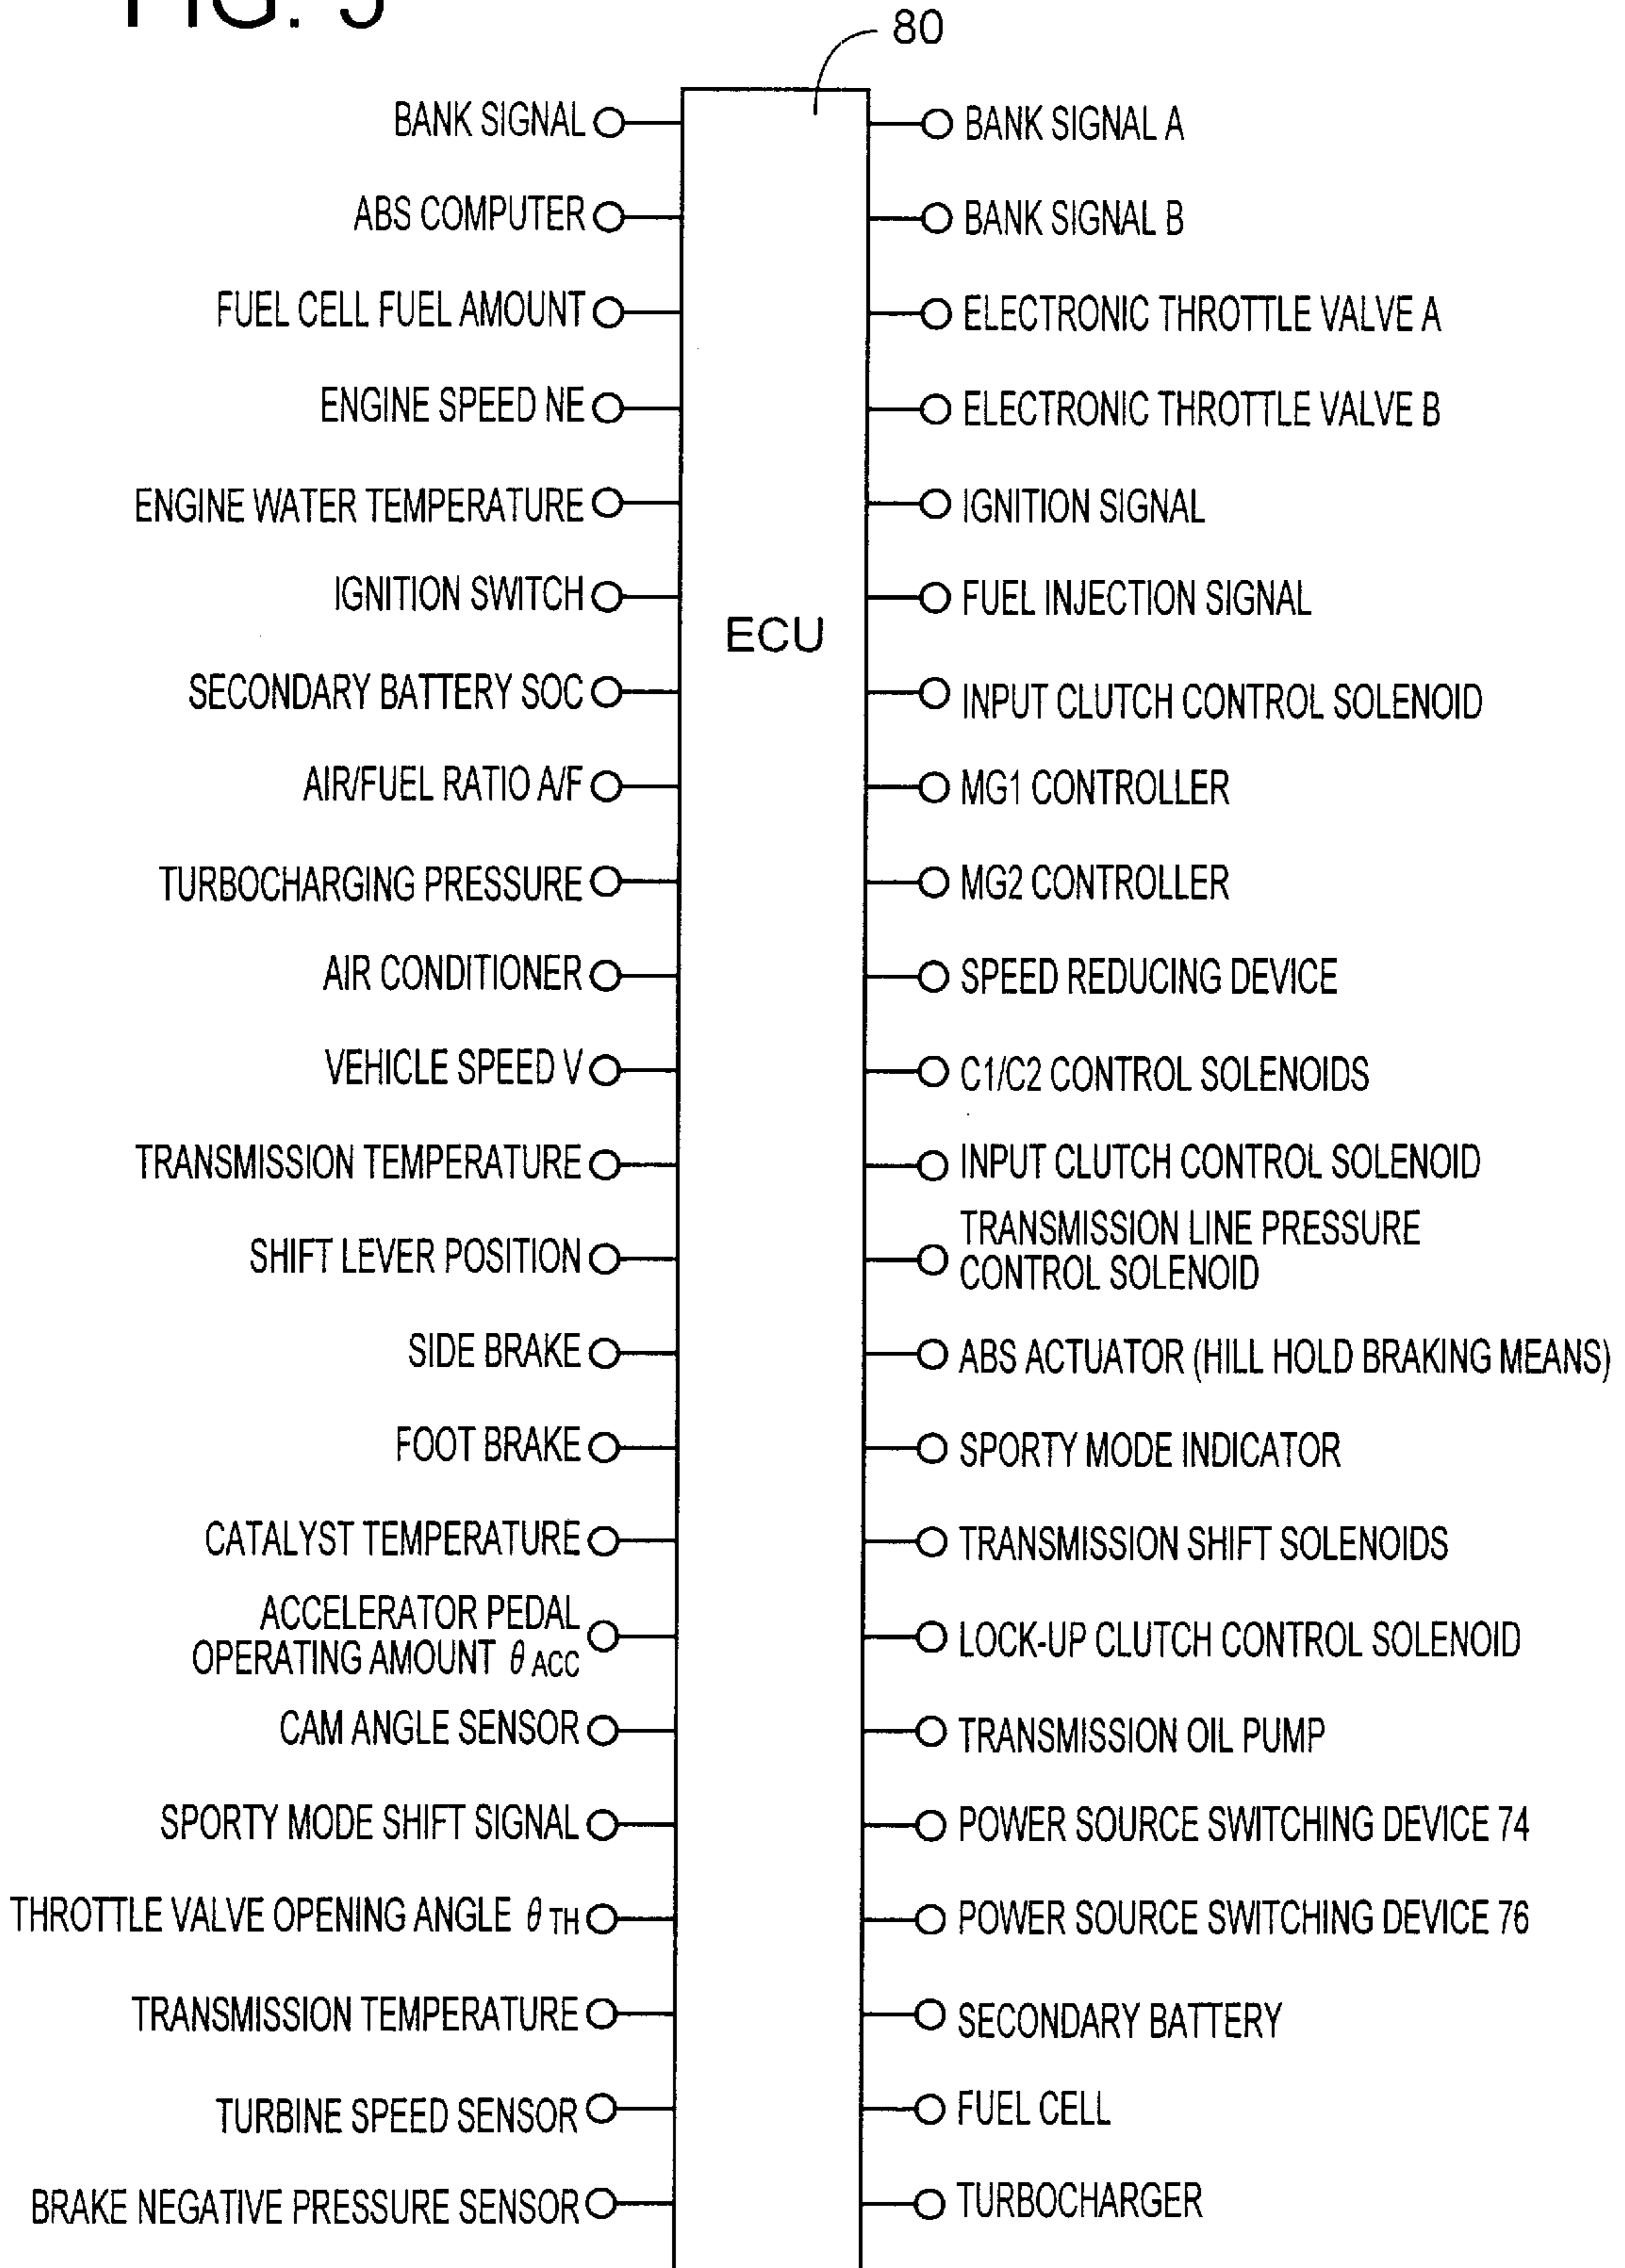 FIG. 5
80
BANK SIGNAL
ABS COMPUTER
FUEL CELL FUEL AMOUNT
ENGINE SPEED NE
ENGINE WATER TEMPERATURE
IGNITION SWITCH
SECONDARY BATTERY SOC
AIR/FUEL RATIO A/F
TURBOCHARGING PRESSURE
AIR CONDITIONER
VEHICLE SPEED V
TRANSMISSION TEMPERATURE
SHIFT LEVER POSITION
SIDE BRAKE
FOOT BRAKE
CATALYST TEMPERATURE
ACCELERATOR PEDAL
OPERATING AMOUNT θ ACC
CAM ANGLE SENSOR
SPORTY MODE SHIFT SIGNAL
THROTTLE VALVE OPENING ANGLE θ TH
TRANSMISSION TEMPERATURE
TURBINE SPEED SENSOR
BRAKE NEGATIVE PRESSURE SENSOR
ECU
BANK SIGNAL A
BANK SIGNAL B
ELECTRONIC THROTTLE VALVE A
ELECTRONIC THROTTLE VALVE B
IGNITION SIGNAL
FUEL INJECTION SIGNAL
INPUT CLUTCH CONTROL SOLENOID
MG1 CONTROLLER
MG2 CONTROLLER
SPEED REDUCING DEVICE
C1/C2 CONTROL SOLENOIDS
INPUT CLUTCH CONTROL SOLENOID
TRANSMISSION LINE PRESSURE
CONTROL SOLENOID
ABS ACTUATOR (HILL HOLD BRAKING MEANS)
SPORTY MODE INDICATOR
TRANSMISSION SHIFT SOLENOIDS
LOCK-UP CLUTCH CONTROL SOLENOID
TRANSMISSION OIL PUMP
POWER SOURCE SWITCHING DEVICE 74
POWER SOURCE SWITCHING DEVICE 76
SECONDARY BATTERY
FUEL CELL
TURBOCHARGER